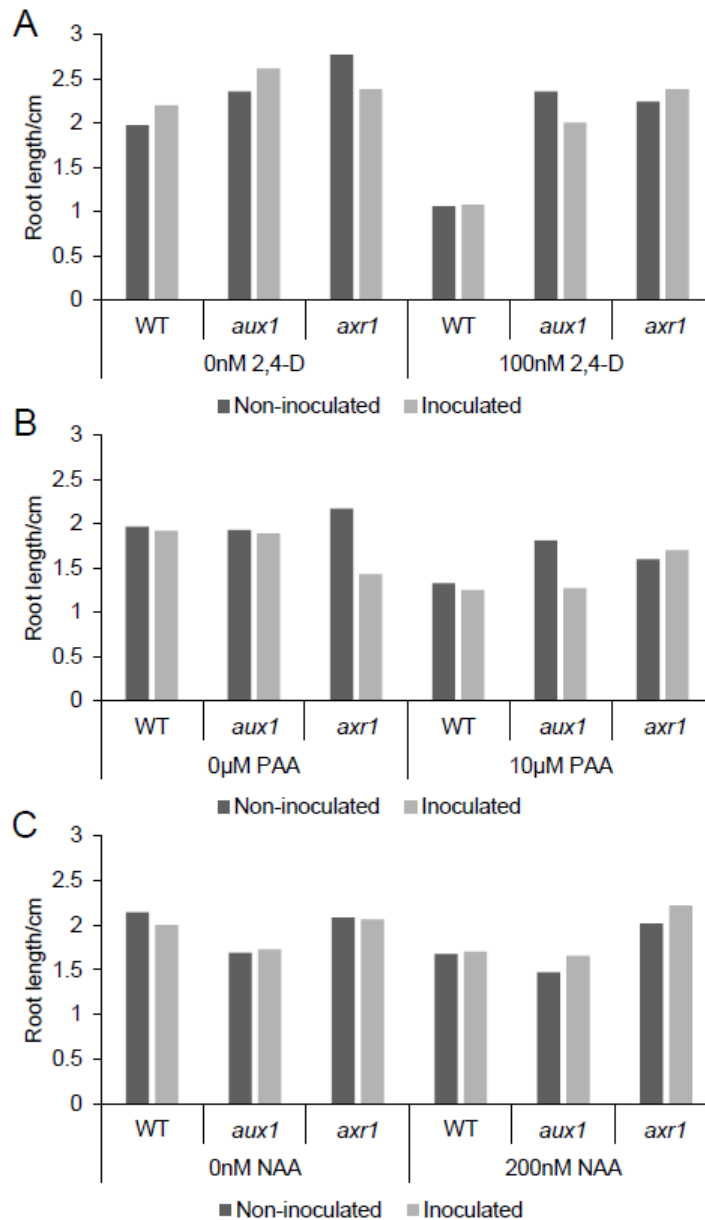 A
3
2.5
2
1.5
1
0.5
0
Root length/cm
WT aux1 axr1 WT aux1 axr1
0nM 2,4-D 100nM 2,4-D
Non-inoculated Inoculated
B
3
2.5
2
1.5
1
0.5
0
Root length/cm
WT aux1 axr1 WT aux1 axr1
0µM PAA 10µM PAA
Non-inoculated Inoculated
C
3
2.5
2
1.5
1
0.5
0
Root length/cm
WT aux1 axr1 WT aux1 axr1
0nM NAA 200nM NAA
Non-inoculated Inoculated